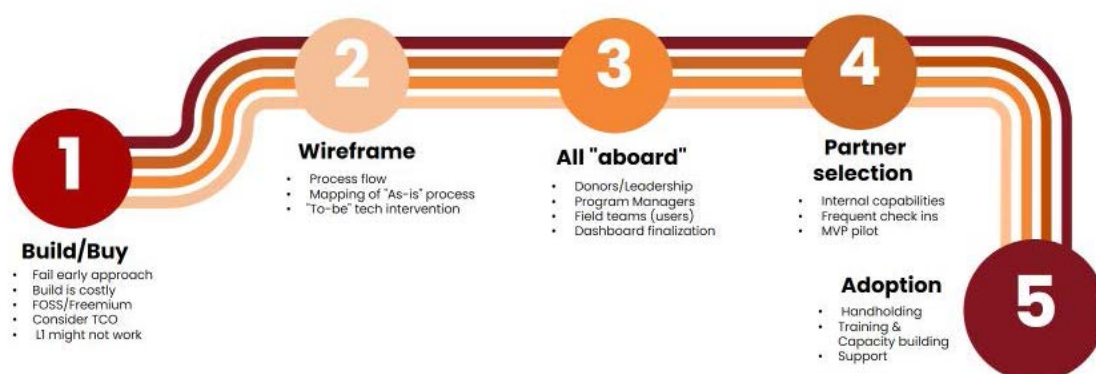 1
Build/Buy
• Fail early approach
• Build is costly
• FOSS/Freemium
• Consider TCO
• L1 might not work
2
Wireframe
• Process flow
• Mapping of "As-is" process
• "To-be" tech intervention
3
All "aboard"
• Donors/Leadership
• Program Managers
• Field teams (users)
• Dashboard finalization
4
Partner
selection
• Internal capabilities
• Frequent check ins
• MVP pilot
5
Adoption
• Handholding
• Training &
Capacity building
• Support